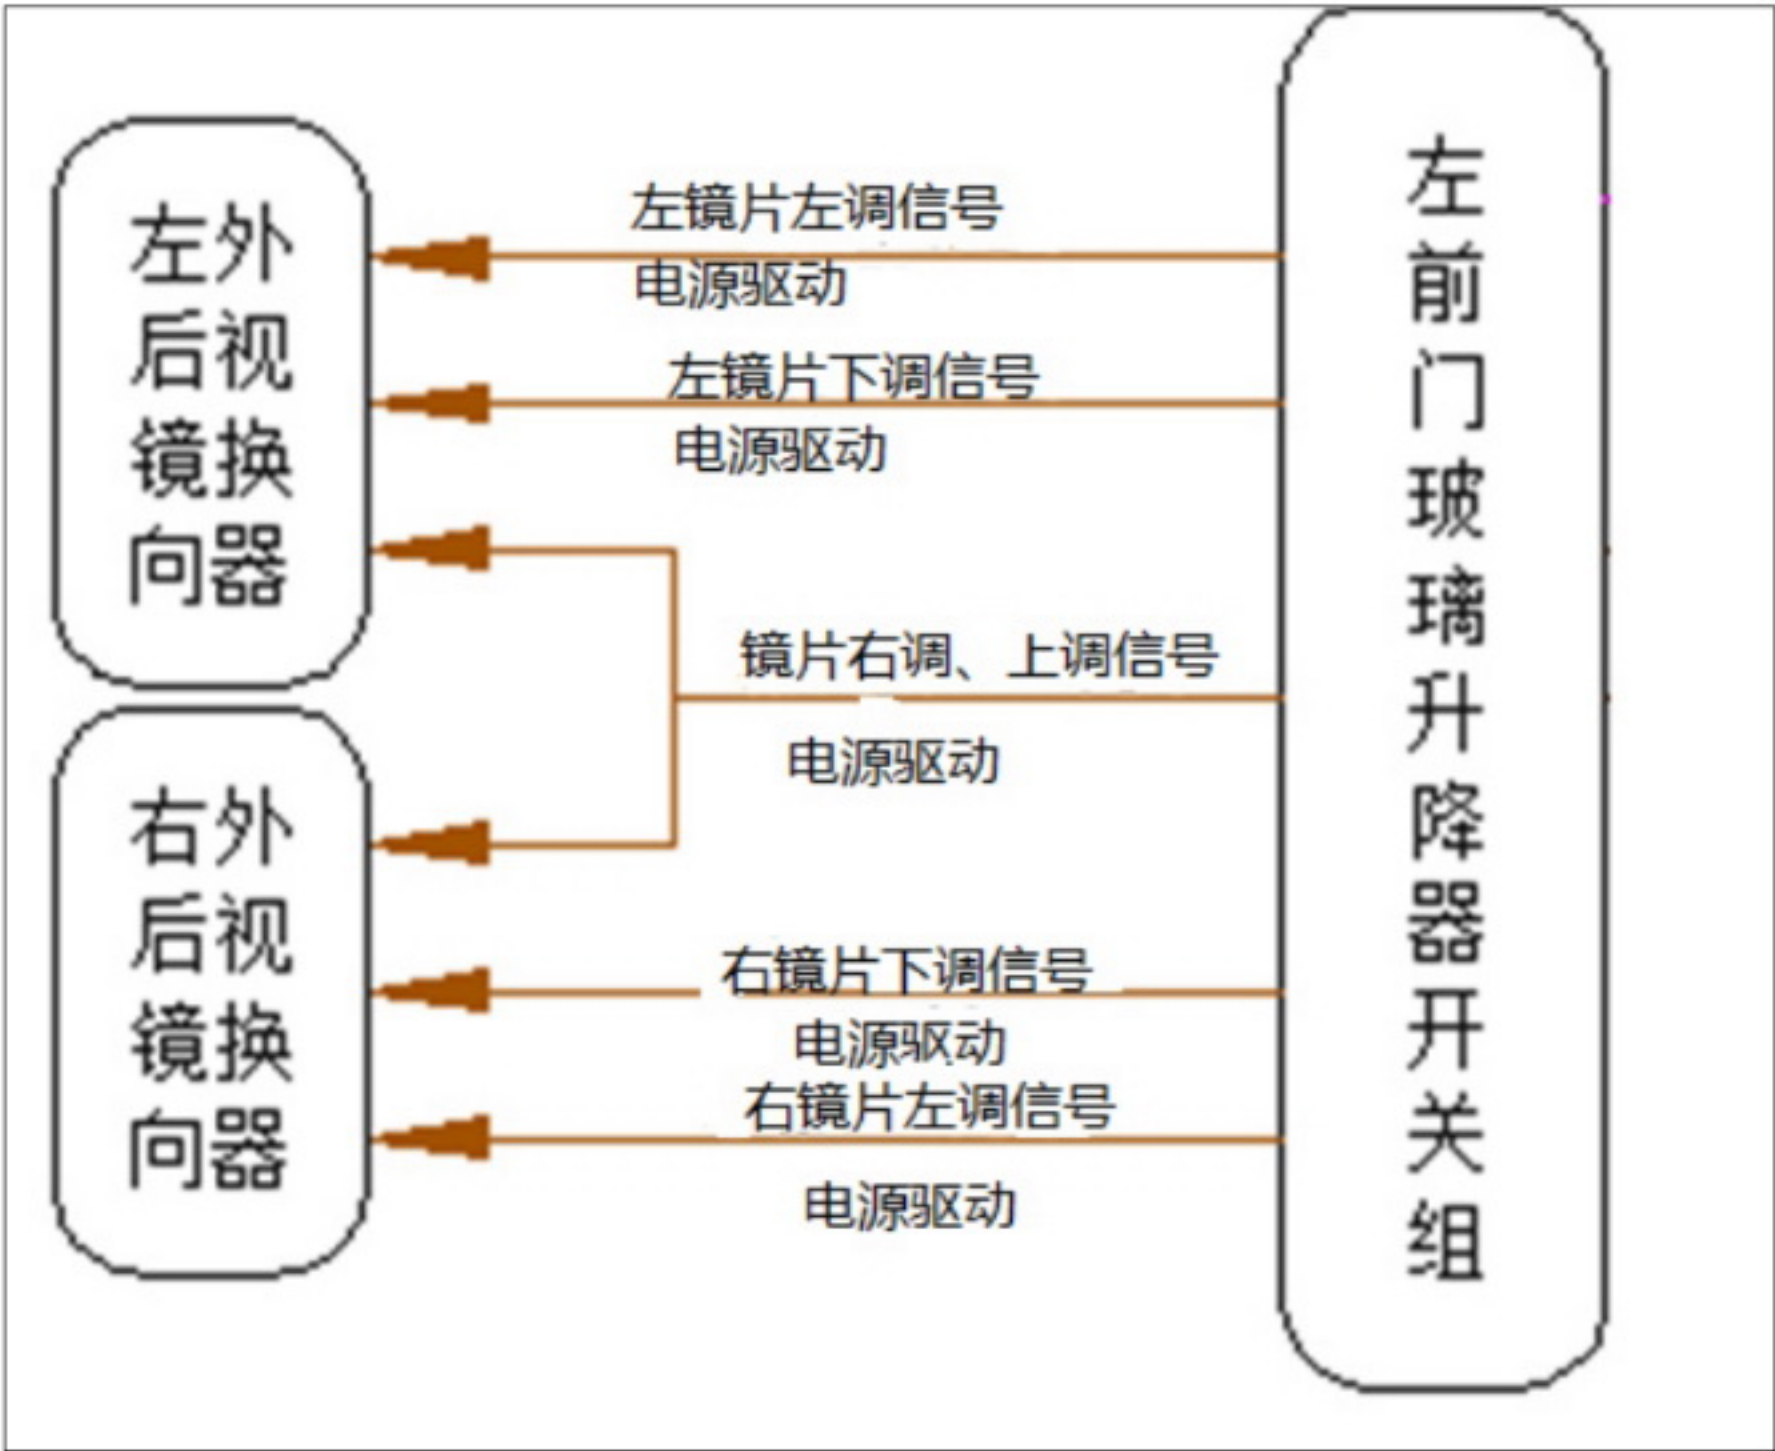 左外
后视
镜换
向器
左镜片左调信号
电源驱动
左镜片下调信号
电源驱动
镜片右调、上调信号
电源驱动
右外
后视
镜换
向器
右镜片下调信号
电源驱动
右镜片左调信号
电源驱动
左前门玻璃升降器开关组